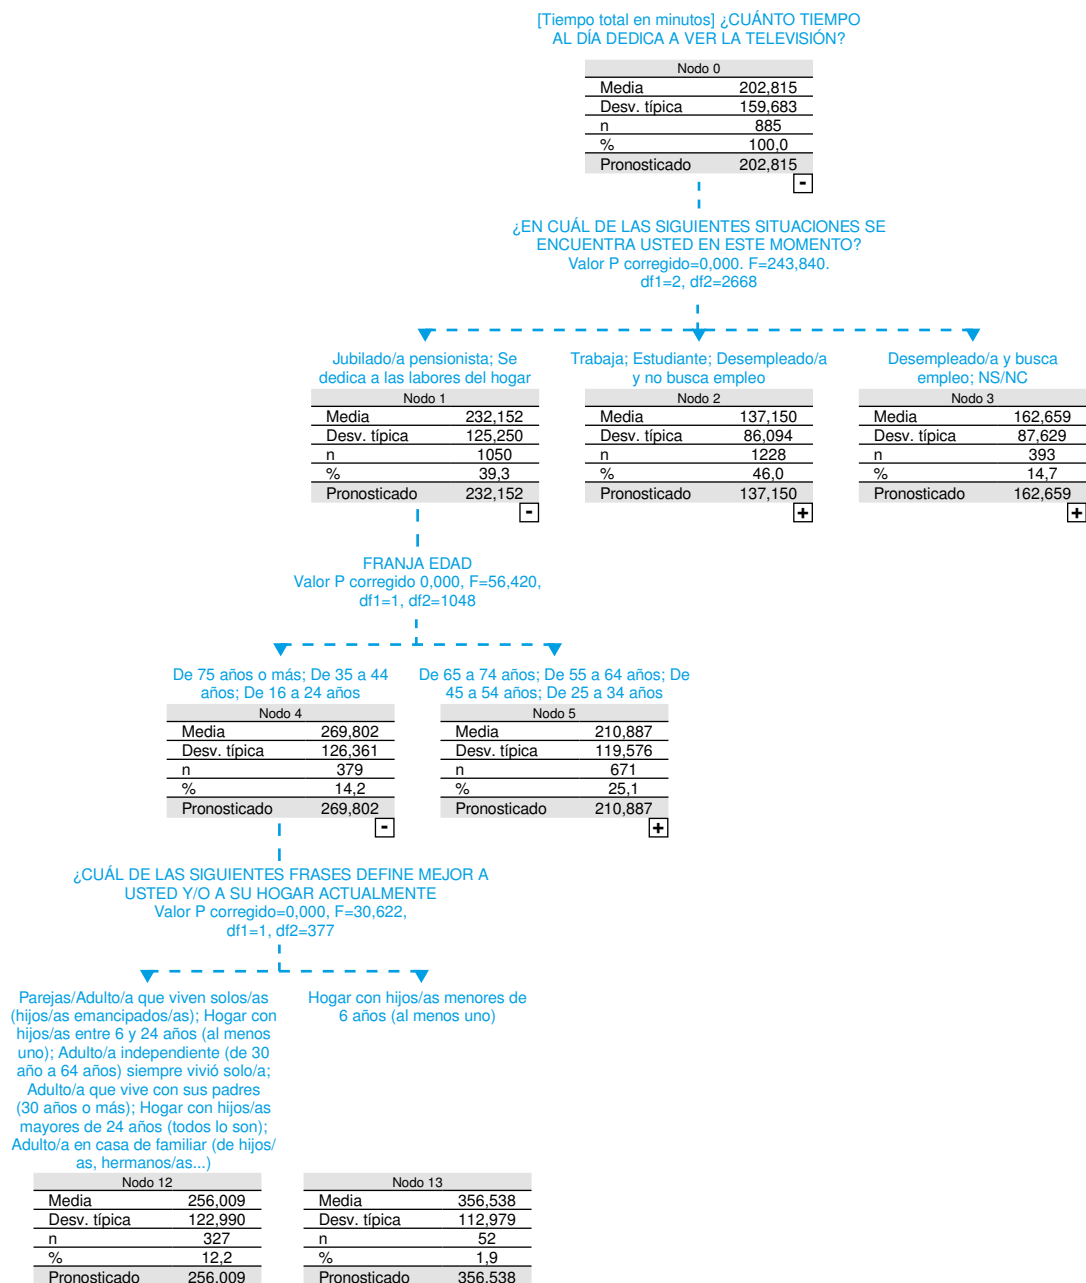 [Tiempo total en minutos] ¿CUÁNTO TIEMPO
AL DÍA DEDICA A VER LA TELEVISIÓN?
Nodo 0
Media 202,815
Desv. típica 159,683
n 885
% 100,0
Pronosticado 202,815
-
¿EN CUÁL DE LAS SIGUIENTES SITUACIONES SE
ENCUENTRA USTED EN ESTE MOMENTO?
Valor P corregido=0,000. F=243,840.
df1=2, df2=2668
Jubilado/a pensionista; Se
dedica a las labores del hogar
Nodo 1
Media 232,152
Desv. típica 125,250
n 1050
% 39,3
Pronosticado 232,152
-
Trabaja; Estudiante; Desempleado/a
y no busca empleo
Nodo 2
Media 137,150
Desv. típica 86,094
n 1228
% 46,0
Pronosticado 137,150
+
Desempleado/a y busca
empleo; NS/NC
Nodo 3
Media 162,659
Desv. típica 87,629
n 393
% 14,7
Pronosticado 162,659
+
FRANJA EDAD
Valor P corregido 0,000, F=56,420,
df1=1, df2=1048
De 75 años o más; De 35 a 44
años; De 16 a 24 años
Nodo 4
Media 269,802
Desv. típica 126,361
n 379
% 14,2
Pronosticado 269,802
-
De 65 a 74 años; De 55 a 64 años; De
45 a 54 años; De 25 a 34 años
Nodo 5
Media 210,887
Desv. típica 119,576
n 671
% 25,1
Pronosticado 210,887
+
¿CUÁL DE LAS SIGUIENTES FRASES DEFINE MEJOR A
USTED Y/O A SU HOGAR ACTUALMENTE
Valor P corregido=0,000, F=30,622,
df1=1, df2=377
Parejas/Adulto/a que viven solos/as
(hijos/as emancipados/as); Hogar con
hijos/as entre 6 y 24 años (al menos
uno); Adulto/a independiente (de 30
año a 64 años) siempre vivió solo/a;
Adulto/a que vive con sus padres
(30 años o más); Hogar con hijos/as
mayores de 24 años (todos lo son);
Adulto/a en casa de familiar (de hijos/
as, hermanos/as...)
Nodo 12
Media 256,009
Desv. típica 122,990
n 327
% 12,2
Pronosticado 256,009
Hogar con hijos/as menores de
6 años (al menos uno)
Nodo 13
Media 356,538
Desv. típica 112,979
n 52
% 1,9
Pronosticado 356,538